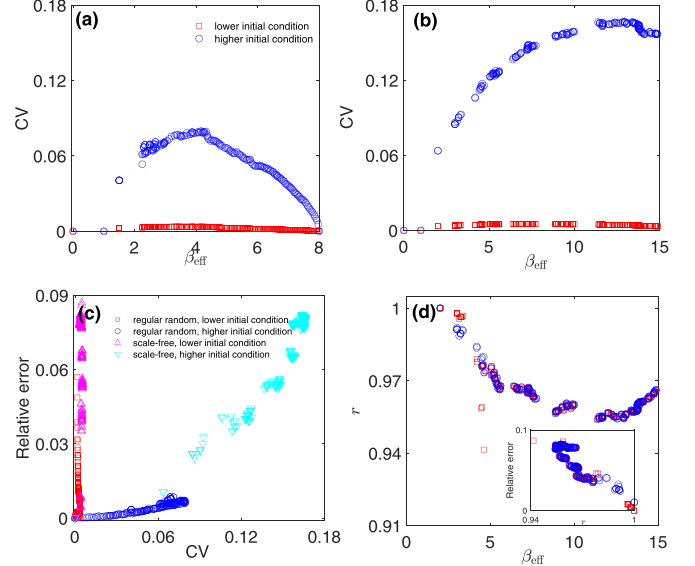 (a)
lower initial condition
higher initial condition
CV
0.18
0.12
0.06
0
0 2 4 6 8
βeff
(b)
CV
0.18
0.12
0.06
0
0 5 10 15
βeff
(c)
regular random, lower initial condition
regular random, higher initial condition
scale-free, lower initial condition
scale-free, higher initial condition
Relative error
0.09
0.06
0.03
0
0 0.06 0.12 0.18
CV
(d)
r
1
0.97
0.94
0.91
0 5 10 15
βeff
Relative error
0.1
0
0.94 r 1